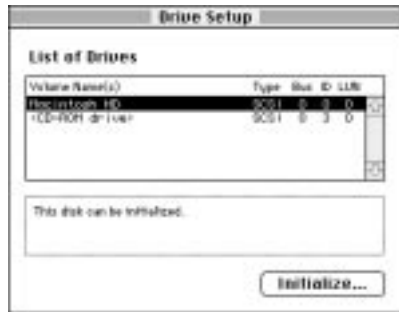 Drive Setup
List of Drives
Volume Name(s) Type Bus ID LUN
Macintosh HD SCSI 0 0 0
<CD-ROM drive> SCSI 0 3 0
This disk can be initialized.
Initialize...